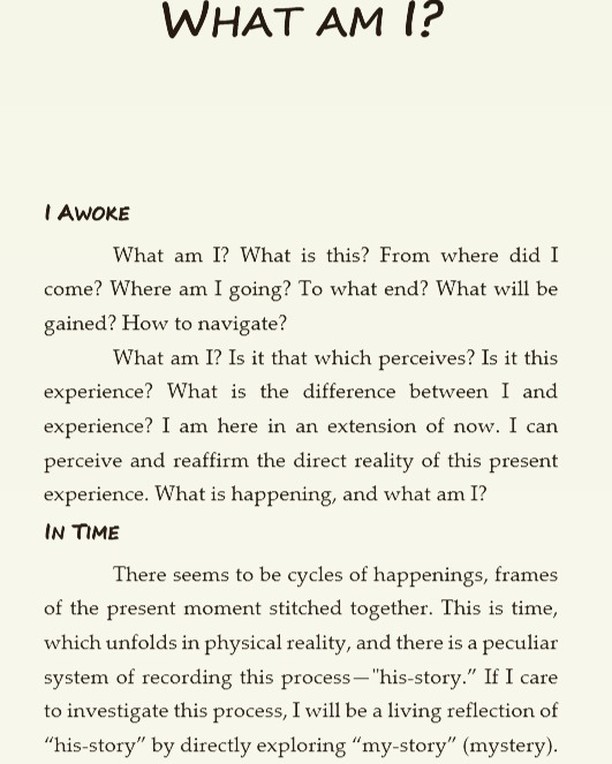 WHAT AM I?
I AWOKE
What am I? What is this? From where did I
come? Where am I going? To what end? What will be
gained? How to navigate?
What am I? Is it that which perceives? Is it this
experience? What is the difference between I and
experience? I am here in an extension of now. I can
perceive and reaffirm the direct reality of this present
experience. What is happening, and what am I?
IN TIME
There seems to be cycles of happenings, frames
of the present moment stitched together. This is time,
which unfolds in physical reality, and there is a peculiar
system of recording this process—"his-story.” If I care
to investigate this process, I will be a living reflection of
“his-story” by directly exploring “my-story” (mystery).